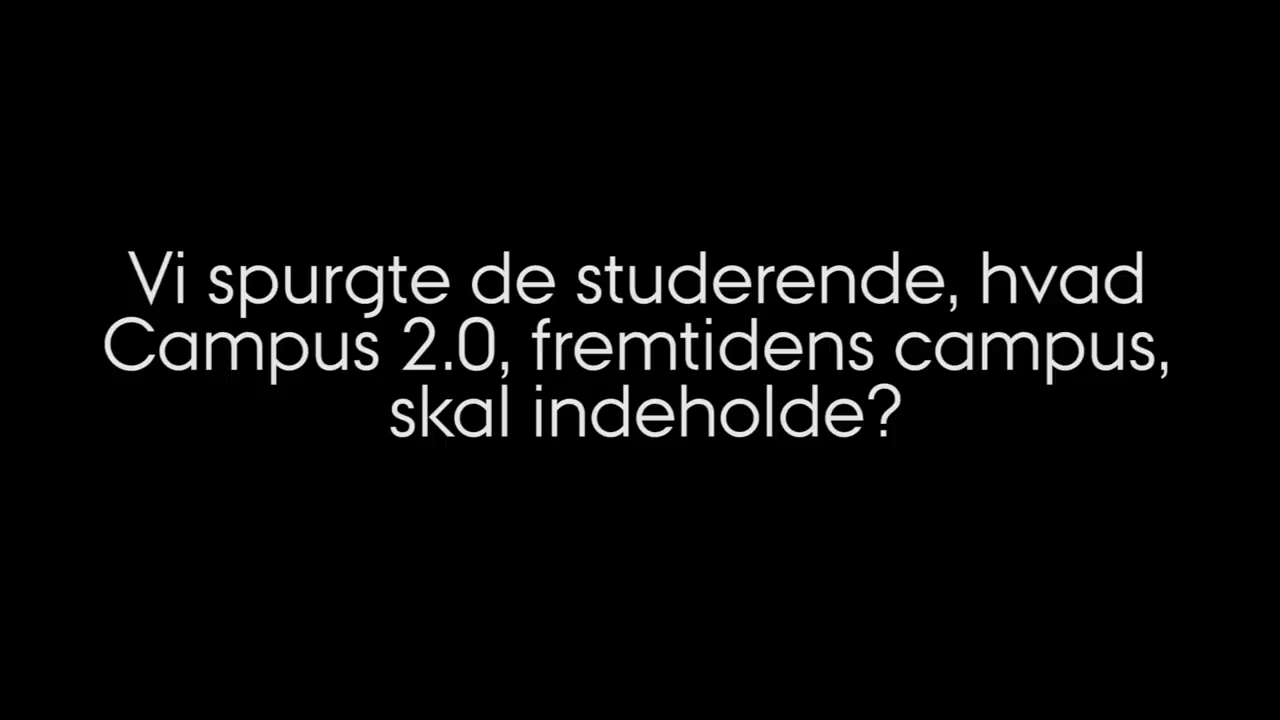 Vi spurgte de studerende, hvad
Campus 2.0, fremtidens campus,
skal indeholde?